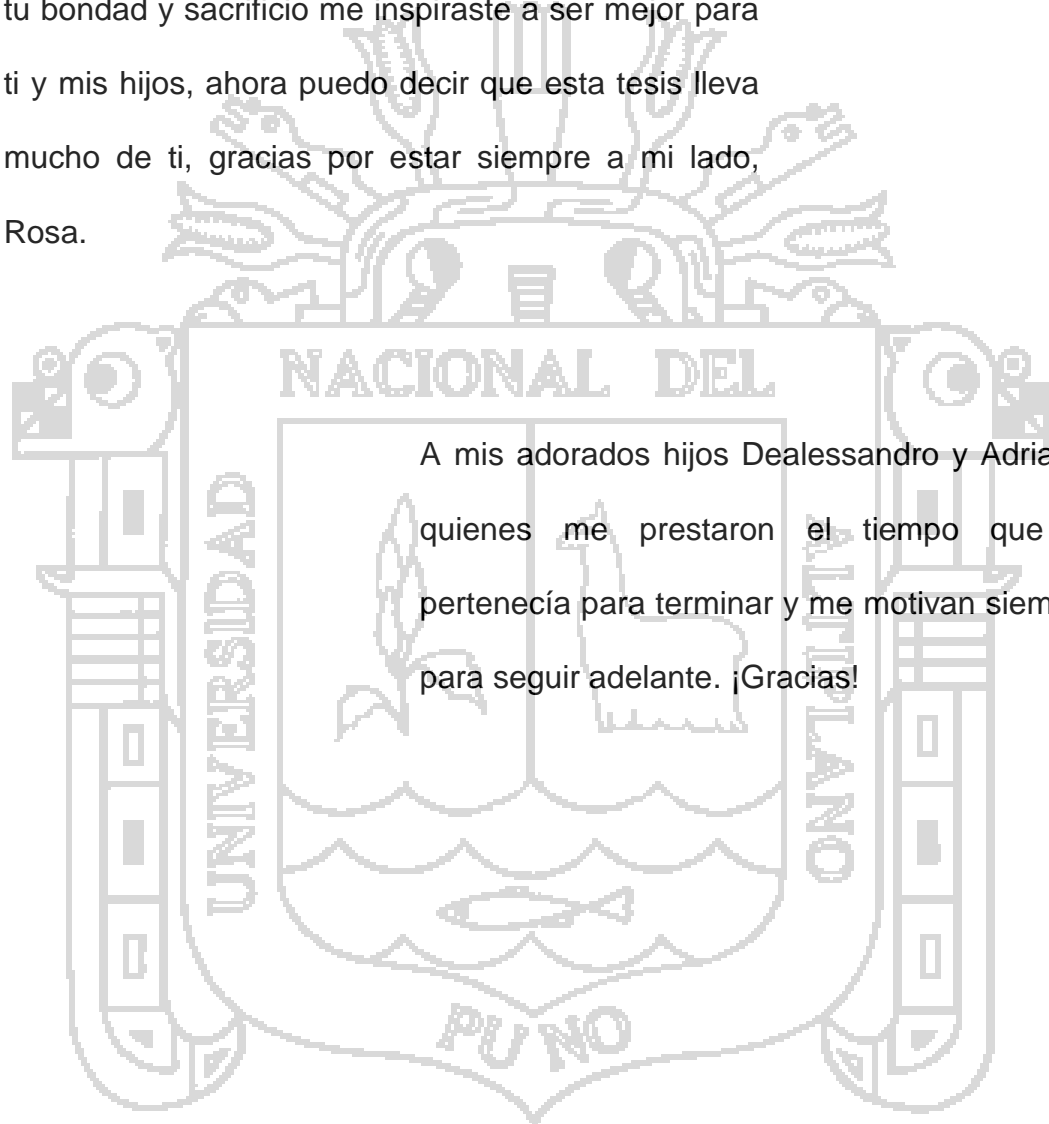 tu bondad y sacrificio me inspiraste a ser mejor para
ti y mis hijos, ahora puedo decir que esta tesis lleva
mucho de ti, gracias por estar siempre a mi lado,
Rosa.
NACIONAL DEL
A mis adorados hijos Dealessandro y Adria
quienes me prestaron el tiempo que
pertenecía para terminar y me motivan siem
para seguir adelante. ¡Gracias!
UNIVERSIDAD
ALTIPLANO
PUNO